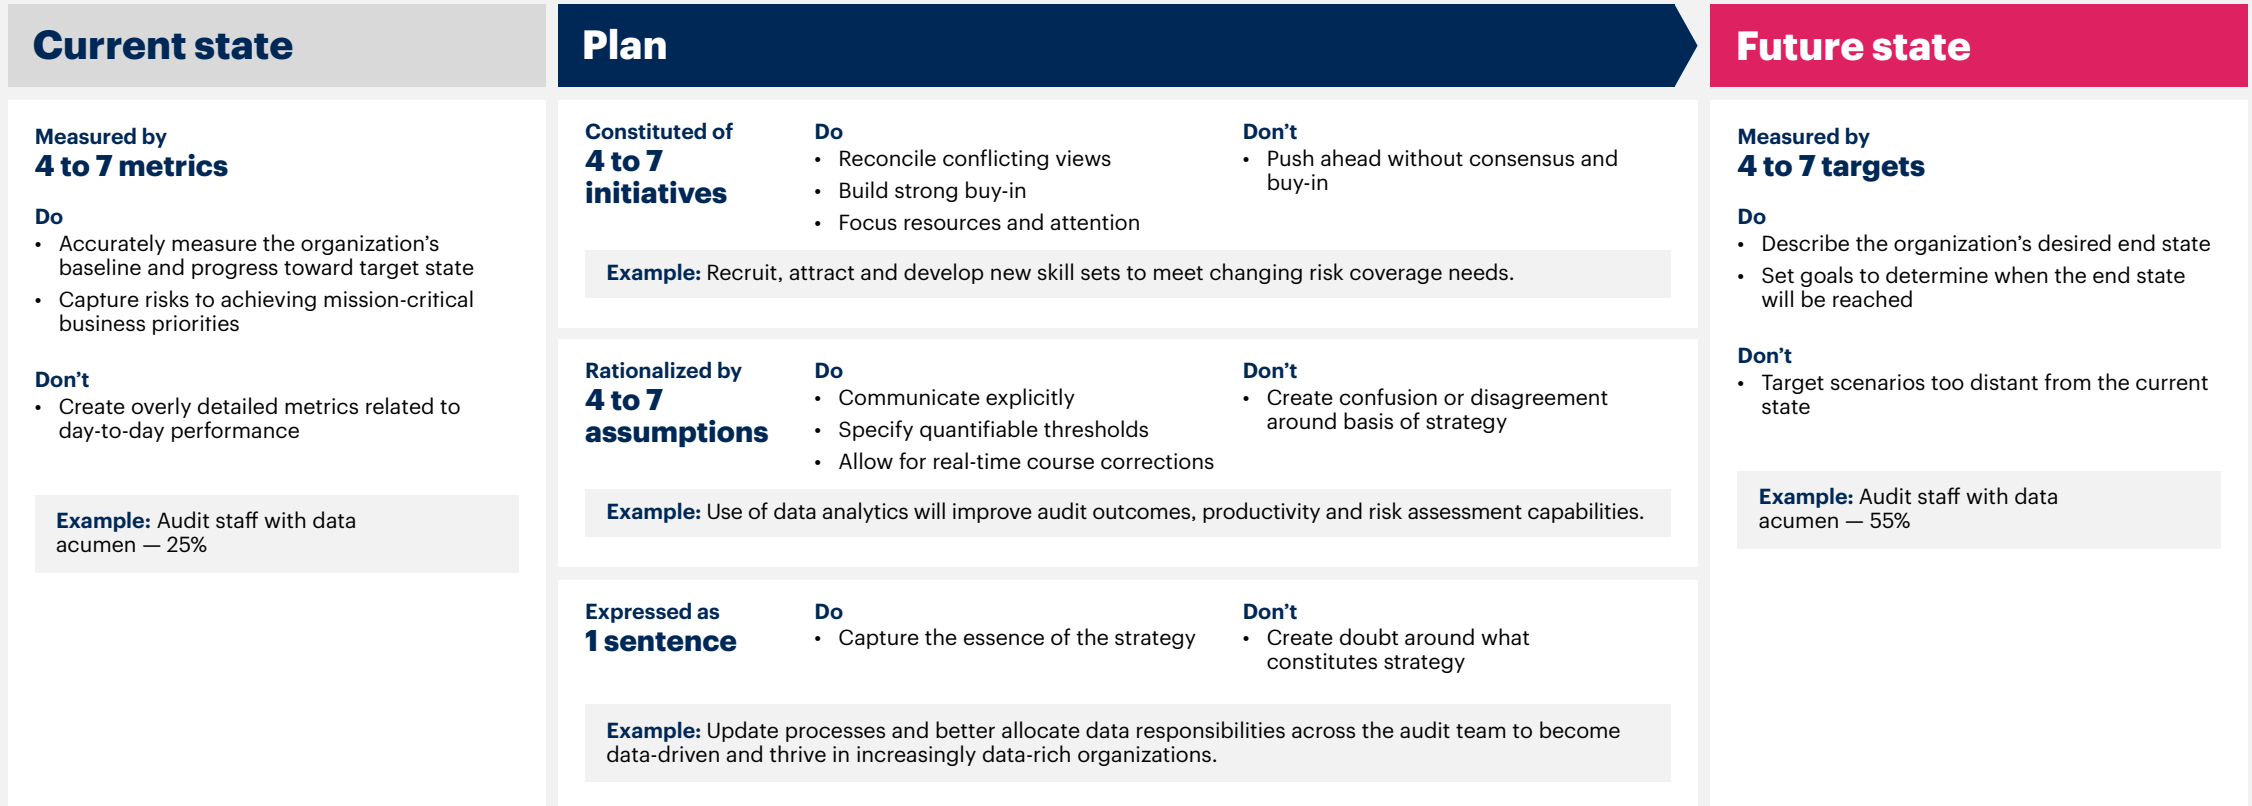 Current state
Measured by
4 to 7 metrics
Do
• Accurately measure the organization’s
baseline and progress toward target state
• Capture risks to achieving mission-critical
business priorities
Don’t
• Create overly detailed metrics related to
day-to-day performance
Example: Audit staff with data
acumen — 25%
Plan
Constituted of
4 to 7
initiatives
Do
• Reconcile conflicting views
• Build strong buy-in
• Focus resources and attention
Don’t
• Push ahead without consensus and
buy-in
Example: Recruit, attract and develop new skill sets to meet changing risk coverage needs.
Rationalized by
4 to 7
assumptions
Do
• Communicate explicitly
• Specify quantifiable thresholds
• Allow for real-time course corrections
Don’t
• Create confusion or disagreement
around basis of strategy
Example: Use of data analytics will improve audit outcomes, productivity and risk assessment capabilities.
Expressed as
1 sentence
Do
• Capture the essence of the strategy
Don’t
• Create doubt around what
constitutes strategy
Example: Update processes and better allocate data responsibilities across the audit team to become
data-driven and thrive in increasingly data-rich organizations.
Future state
Measured by
4 to 7 targets
Do
• Describe the organization’s desired end state
• Set goals to determine when the end state
will be reached
Don’t
• Target scenarios too distant from the current
state
Example: Audit staff with data
acumen — 55%